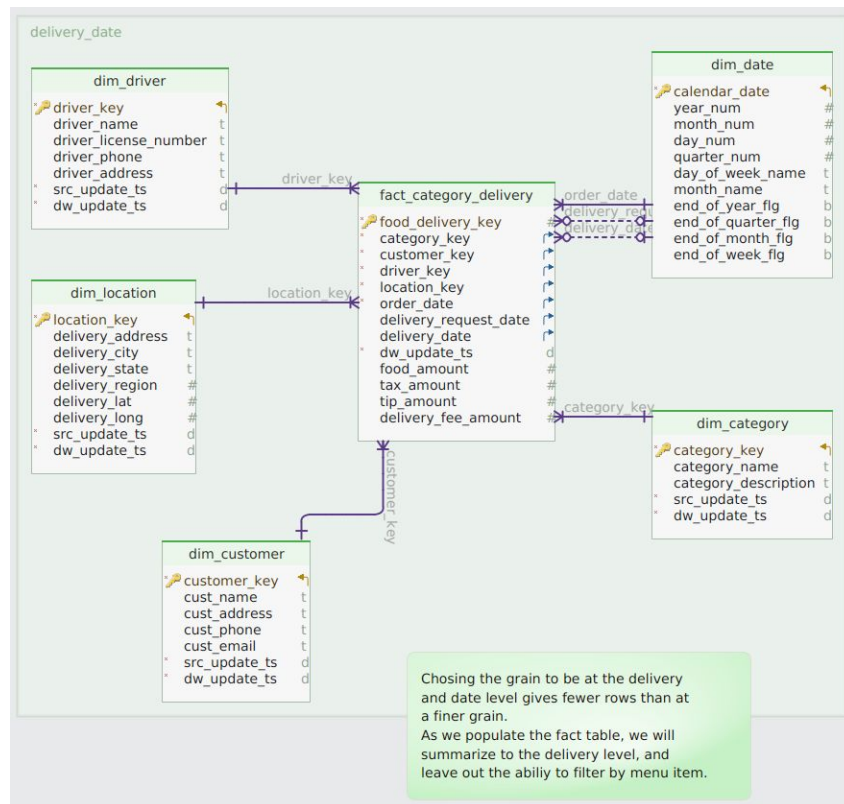 delivery_date
dim_driver
driver_key
driver_name t
driver_license_number t
driver_phone t
driver_address t
src_update_ts d
dw_update_ts d
dim_date
calendar_date
year_num #
month_num #
day_num #
quarter_num #
day_of_week_name t
month_name t
end_of_year_flg b
end_of_quarter_flg b
end_of_month_flg b
end_of_week_flg b
driver_key
order_date
delivery_requ
delivery_date
fact_category_delivery
food_delivery_key #
category_key
customer_key
driver_key
location_key
order_date
delivery_request_date
delivery_date
dw_update_ts d
food_amount #
tax_amount #
tip_amount #
delivery_fee_amount #
dim_location
location_key
delivery_address t
delivery_city t
delivery_state t
delivery_region #
delivery_lat #
delivery_long #
src_update_ts d
dw_update_ts d
location_key
category_key
dim_category
category_key
category_name t
category_description t
src_update_ts d
dw_update_ts d
customer_key
dim_customer
customer_key
cust_name t
cust_address t
cust_phone t
cust_email t
src_update_ts d
dw_update_ts d
Chosing the grain to be at the delivery
and date level gives fewer rows than at
a finer grain.
As we populate the fact table, we will
summarize to the delivery level, and
leave out the abiliy to filter by menu item.